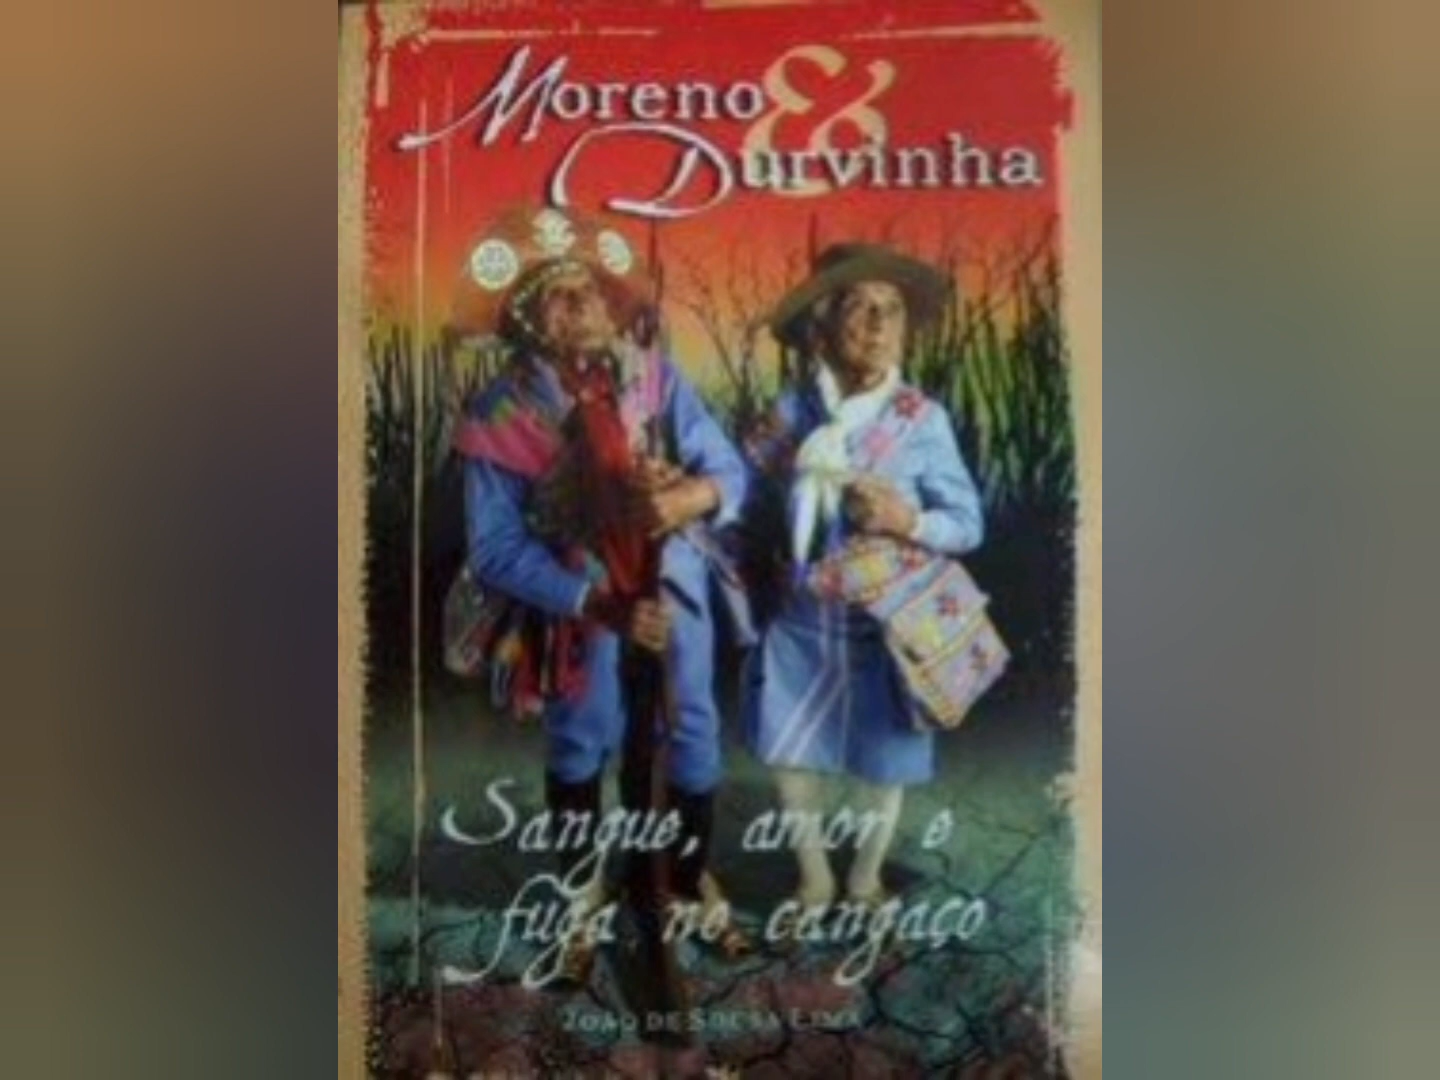 Moreno &
Durvinha
Sangue, amor e
fuga no cangaço
João de Sousa Lima